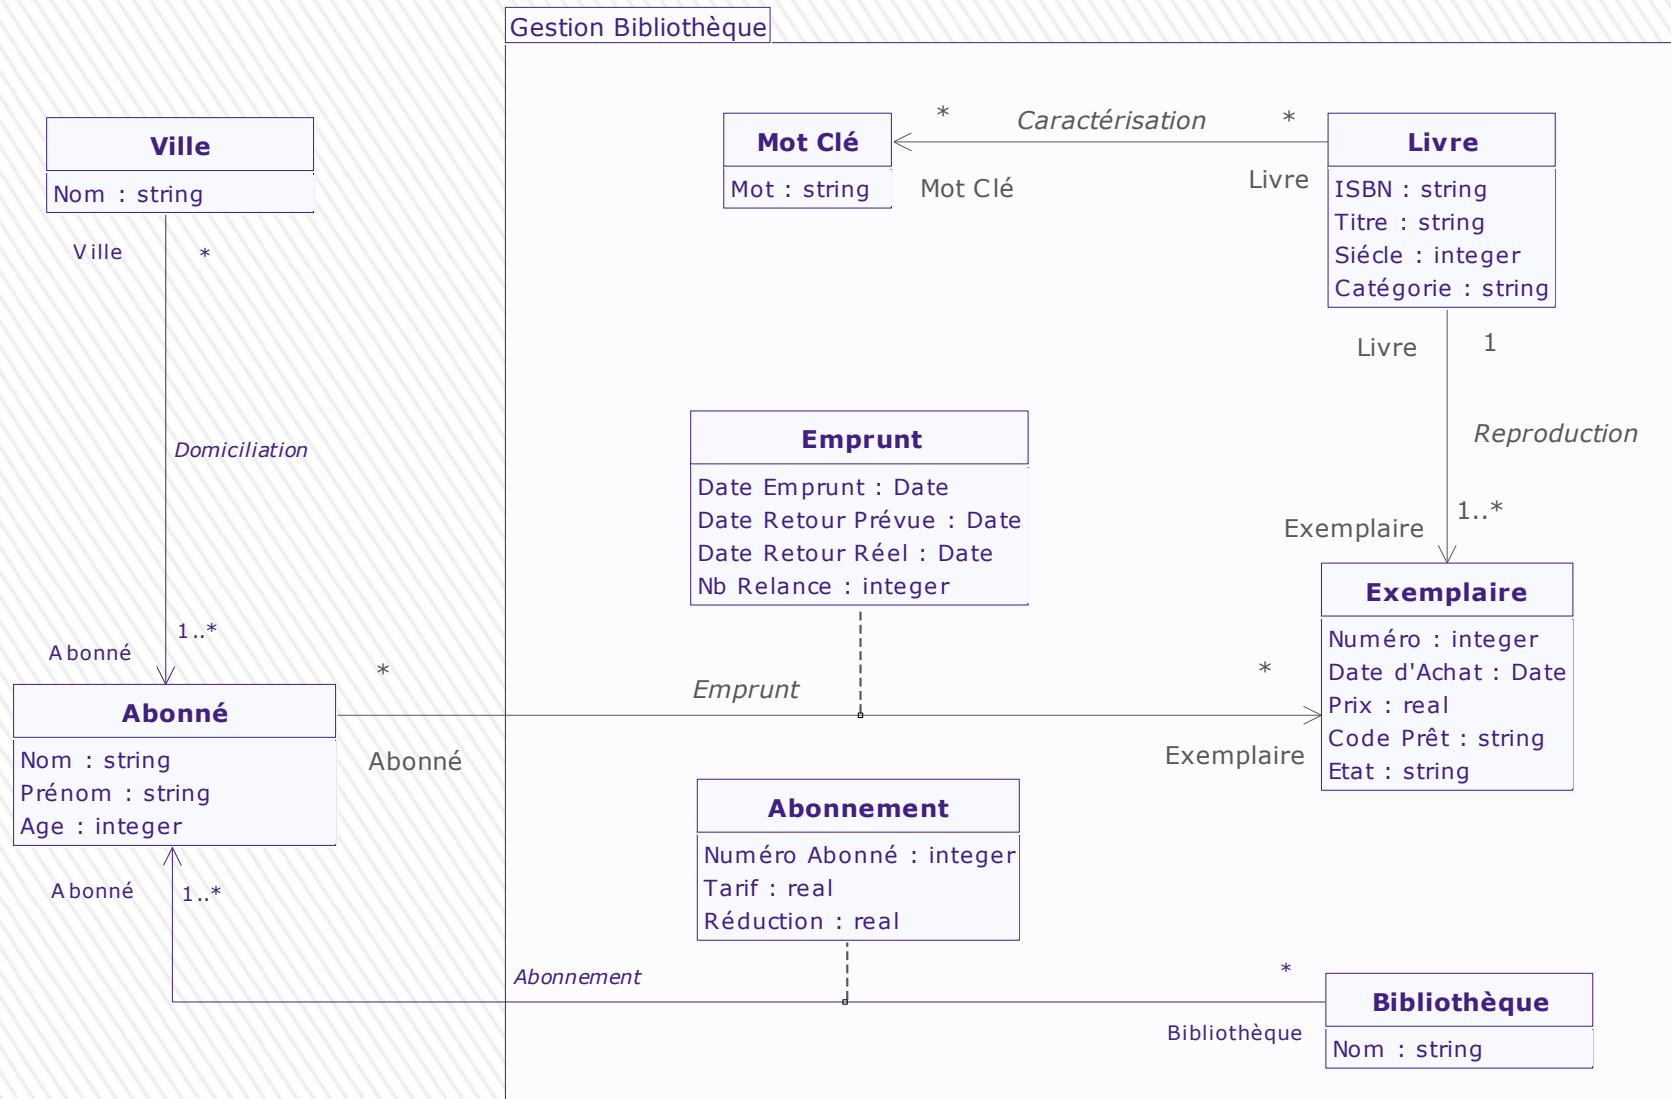 Gestion Bibliothèque
Ville
Nom : string
Ville
*
Domiciliation
1..*
Abonné
Abonné
Nom : string
Prénom : string
Age : integer
Abonné
1..*
Mot Clé
Mot : string
*
Caractérisation
*
Mot Clé
Livre
Livre
ISBN : string
Titre : string
Siécle : integer
Catégorie : string
Livre
1
Reproduction
1..*
Exemplaire
Emprunt
Date Emprunt : Date
Date Retour Prévue : Date
Date Retour Réel : Date
Nb Relance : integer
*
Emprunt
*
Abonné
Exemplaire
Exemplaire
Numéro : integer
Date d'Achat : Date
Prix : real
Code Prêt : string
Etat : string
Abonnement
Numéro Abonné : integer
Tarif : real
Réduction : real
Abonnement
*
Bibliothèque
Bibliothèque
Nom : string